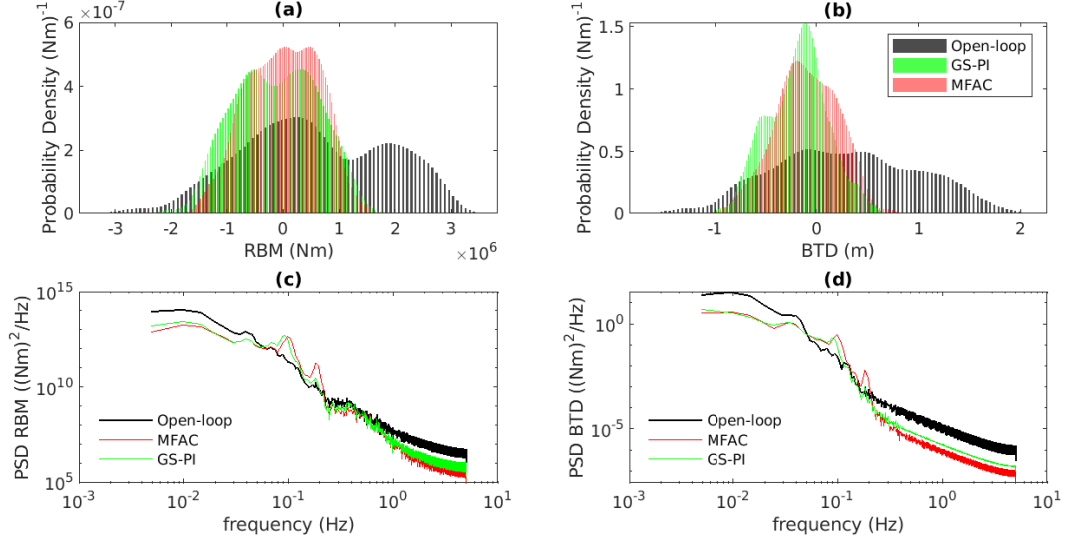 (a)
6 ×10⁻⁷
4
2
0
Probability Density (Nm)⁻¹
-3 -2 -1 0 1 2 3
RBM (Nm)
×10⁶
(b)
1.5
1
0.5
0
Probability Density (Nm)⁻¹
-1 0 1 2
BTD (m)
Open-loop
GS-PI
MFAC
(c)
10¹⁵
10¹⁰
10⁵
PSD RBM ((Nm)²/Hz)
Open-loop
MFAC
GS-PI
10⁻³ 10⁻² 10⁻¹ 10⁰ 10¹
frequency (Hz)
(d)
10⁰
10⁻⁵
PSD BTD ((Nm)²/Hz)
Open-loop
MFAC
GS-PI
10⁻³ 10⁻² 10⁻¹ 10⁰ 10¹
frequency (Hz)